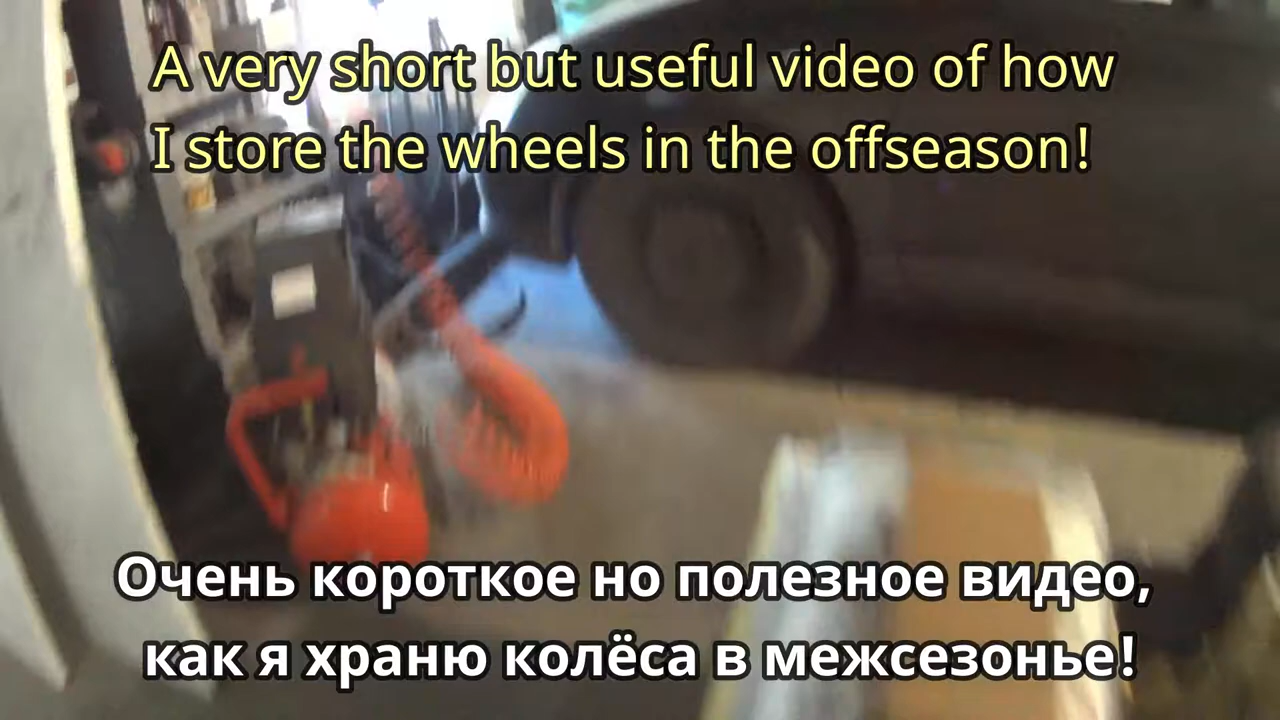 A very short but useful video of how
I store the wheels in the offseason!
Очень короткое но полезное видео,
как я храню колёса в межсезонье!